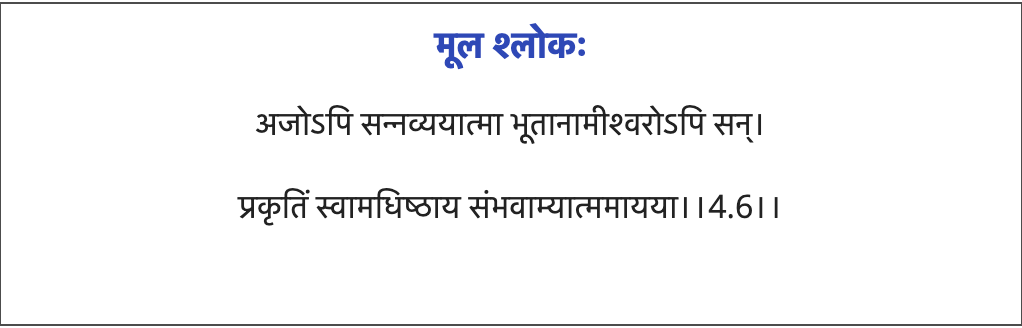 मूल श्लोकः
अजोऽपि सन्नव्ययात्मा भूतानामीश्वरोऽपि सन्।
प्रकृतिं स्वामधिष्ठाय संभवाम्यात्ममायया।।4.6।।